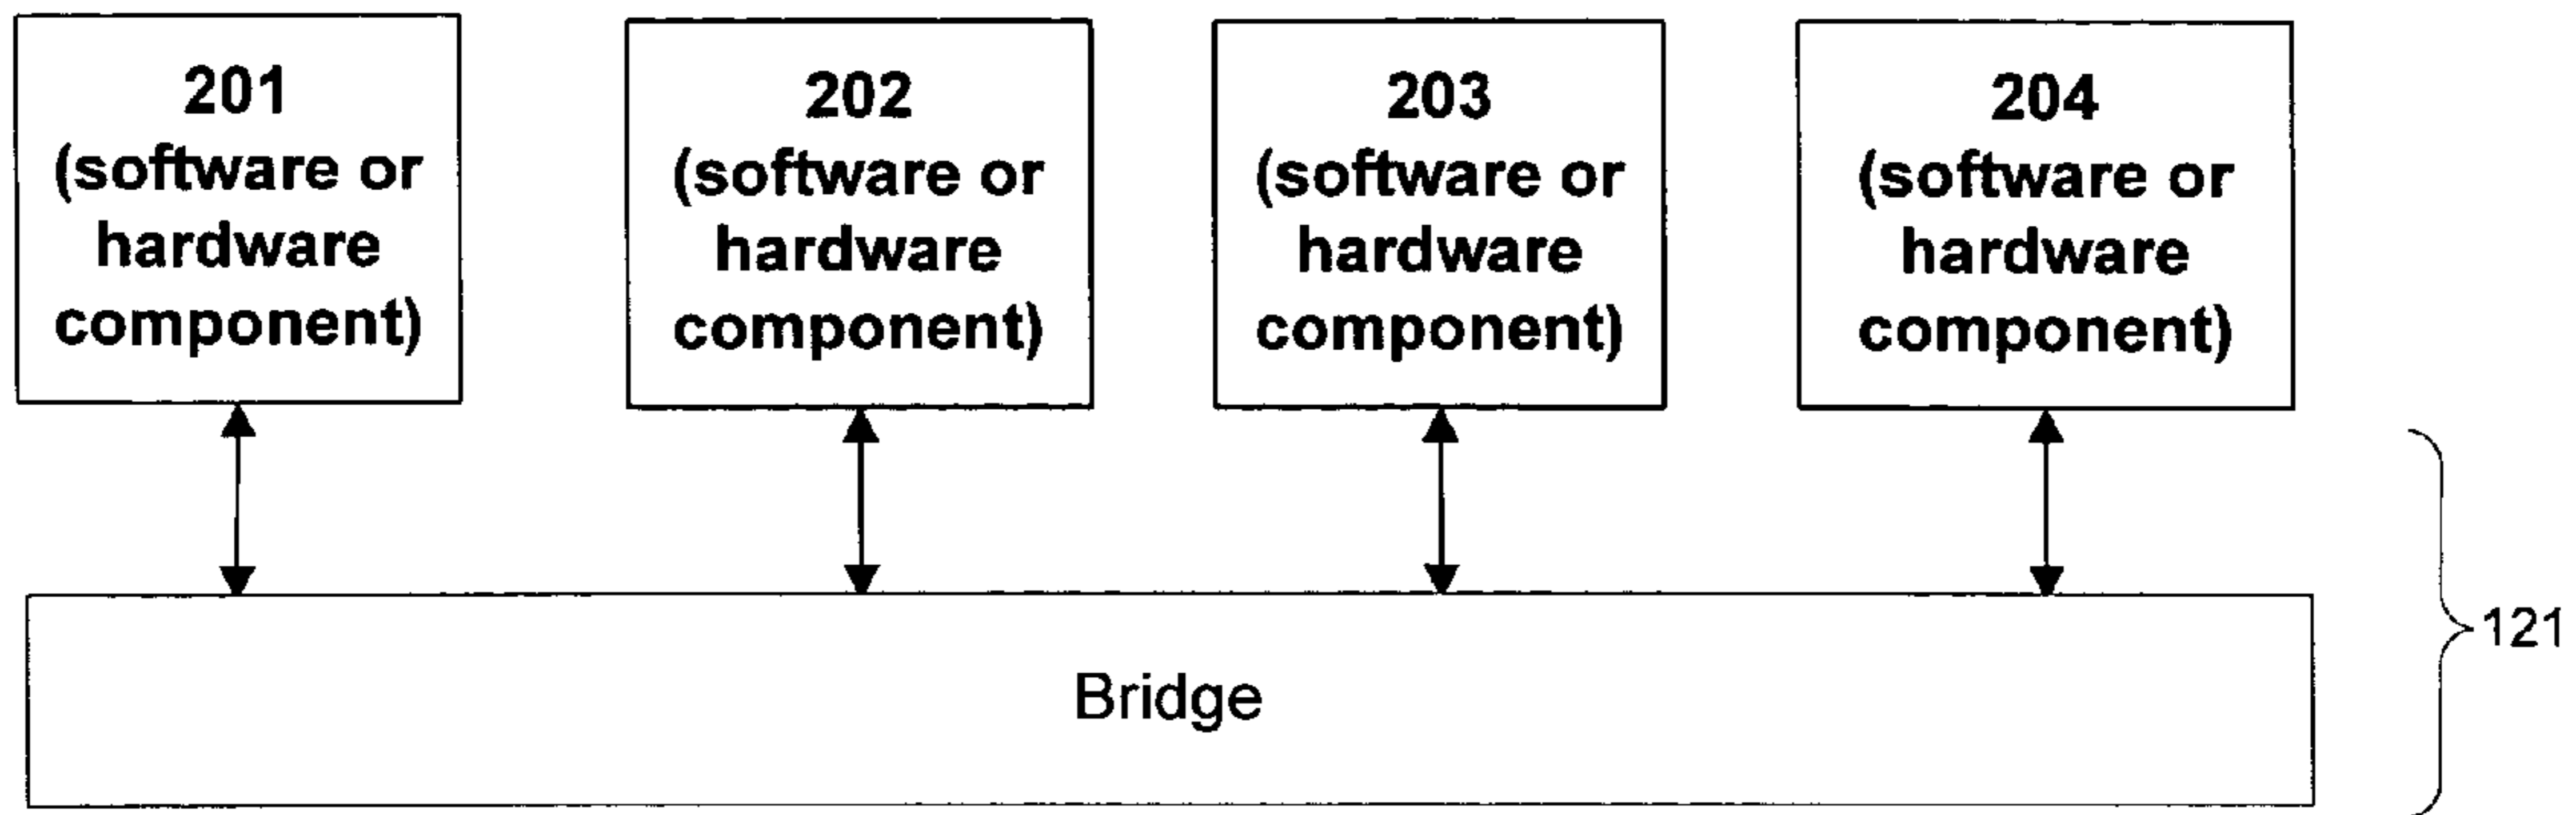 201
(software or
hardware
component)
202
(software or
hardware
component)
203
(software or
hardware
component)
204
(software or
hardware
component)
121
Bridge